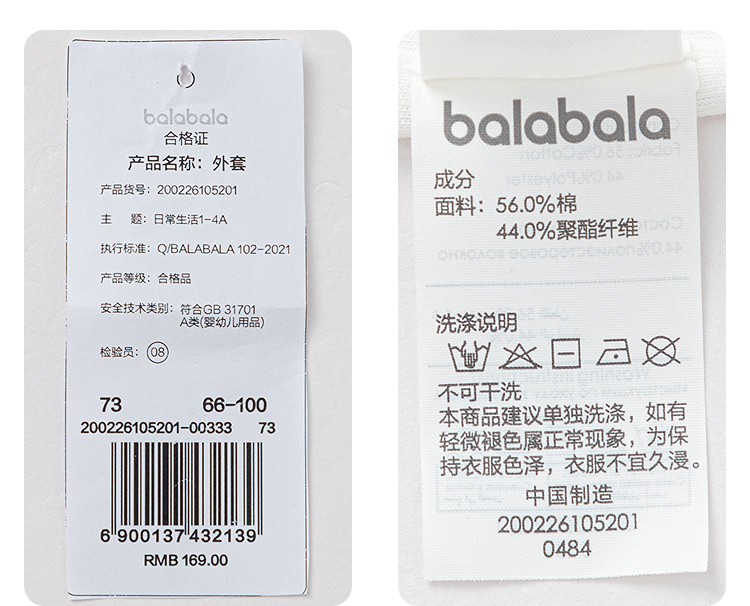 balabala
合格证
产品名称：外套
产品货号：200226105201
主 题：日常生活1-4A
执行标准：Q/BALABALA 102-2021
产品等级：合格品
安全技术类别：符合GB 31701
A类(婴幼儿用品)
检验员：08
73 66-100
200226105201-00333 73
6 900137 432139
RMB 169.00
balabala
成分
面料：56.0%棉
44.0%聚酯纤维
洗涤说明
不可干洗
本商品建议单独洗涤，如有
轻微褪色属正常现象，为保
持衣服色泽，衣服不宜久浸。
中国制造
200226105201
0484